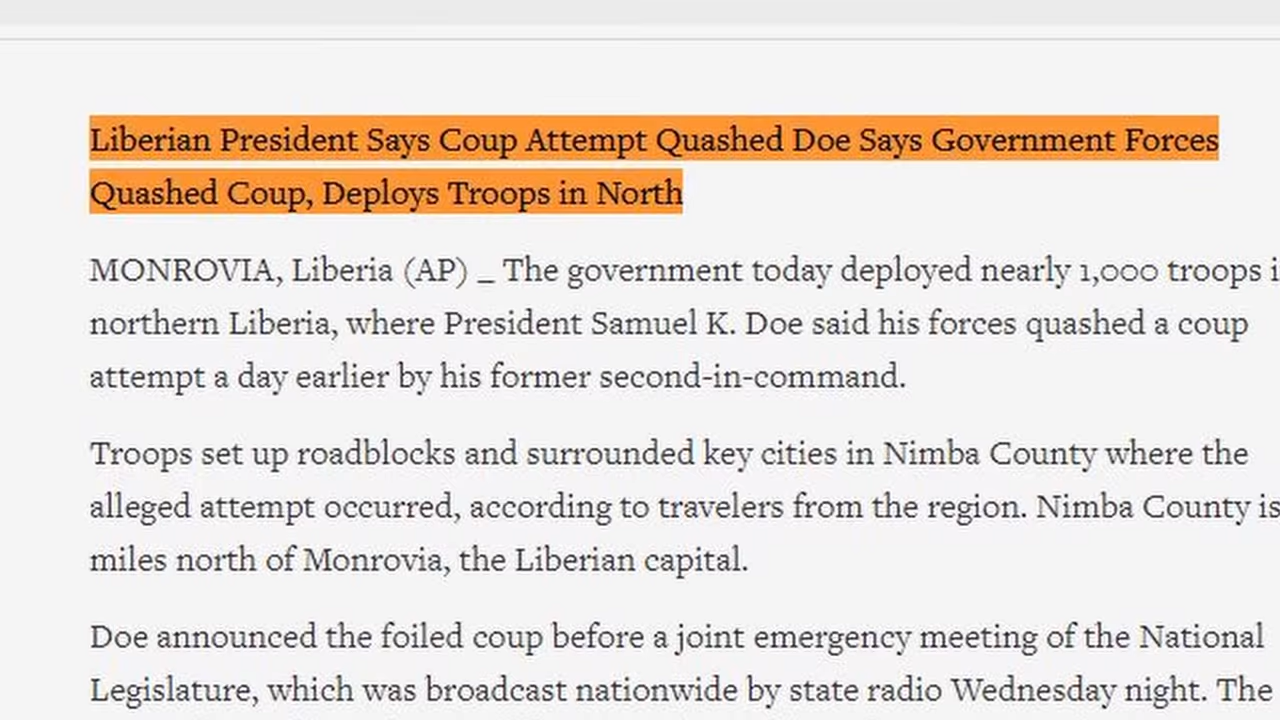 Liberian President Says Coup Attempt Quashed Doe Says Government Forces
Quashed Coup, Deploys Troops in North
MONROVIA, Liberia (AP) _ The government today deployed nearly 1,000 troops
northern Liberia, where President Samuel K. Doe said his forces quashed a coup
attempt a day earlier by his former second-in-command.
Troops set up roadblocks and surrounded key cities in Nimba County where the
alleged attempt occurred, according to travelers from the region. Nimba County is
miles north of Monrovia, the Liberian capital.
Doe announced the foiled coup before a joint emergency meeting of the National
Legislature, which was broadcast nationwide by state radio Wednesday night. The